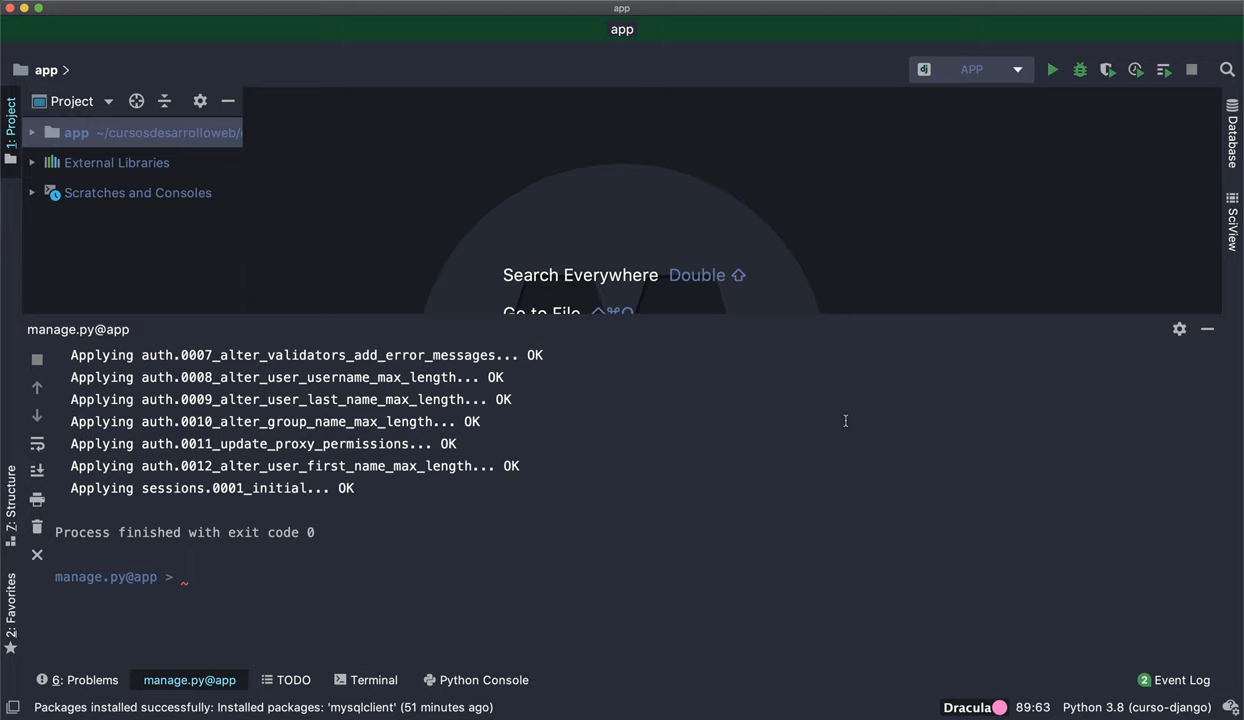 app
app
app
APP
1: Project
Project
app ~/cursosdesarrolloweb/
External Libraries
Scratches and Consoles
Database
SciView
Search Everywhere Double ⇧
Go to File ⇧⌘O
manage.py@app
Applying auth.0007_alter_validators_add_error_messages... OK
Applying auth.0008_alter_user_username_max_length... OK
Applying auth.0009_alter_user_last_name_max_length... OK
Applying auth.0010_alter_group_name_max_length... OK
Applying auth.0011_update_proxy_permissions... OK
Applying auth.0012_alter_user_first_name_max_length... OK
Applying sessions.0001_initial... OK
Process finished with exit code 0
manage.py@app >
7: Structure
2: Favorites
6: Problems manage.py@app TODO Terminal Python Console 2 Event Log
Packages installed successfully: Installed packages: 'mysqlclient' (51 minutes ago) Dracula 89:63 Python 3.8 (curso-django)